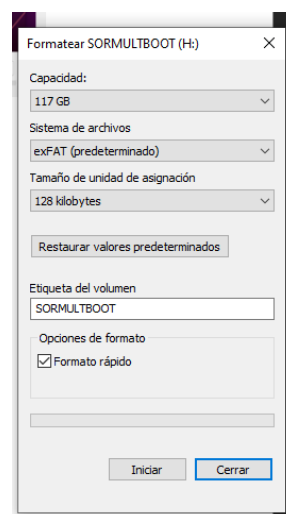 Formatear SORMULTBOOT (H:)
Capacidad:
117 GB
Sistema de archivos
exFAT (predeterminado)
Tamaño de unidad de asignación
128 kilobytes
Restaurar valores predeterminados
Etiqueta del volumen
SORMULTBOOT
Opciones de formato
Formato rápido
Iniciar Cerrar